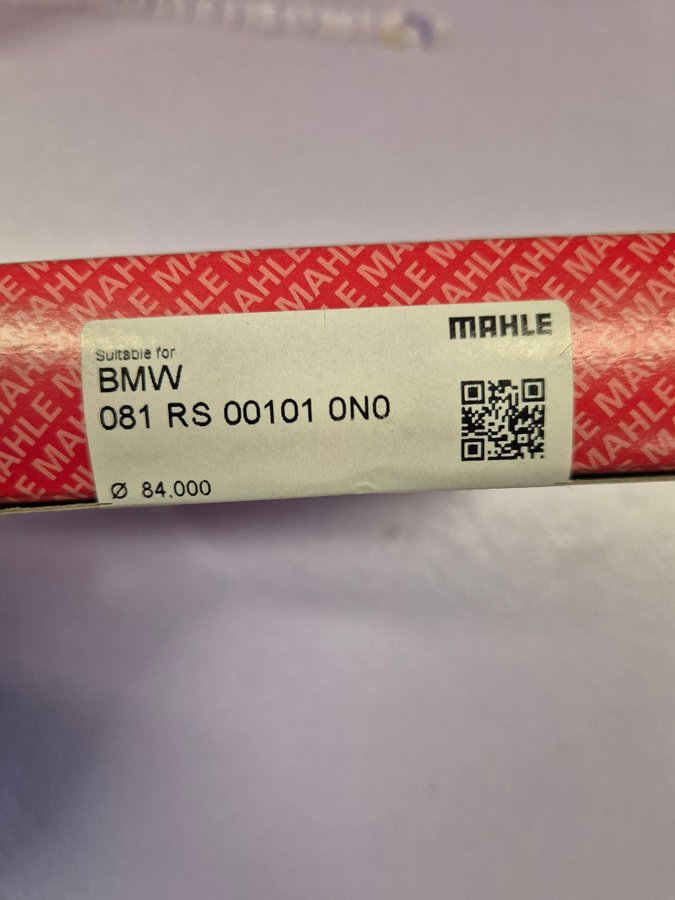 MAHLE
Suitable for
BMW
081 RS 00101 0N0
Ø 84,000